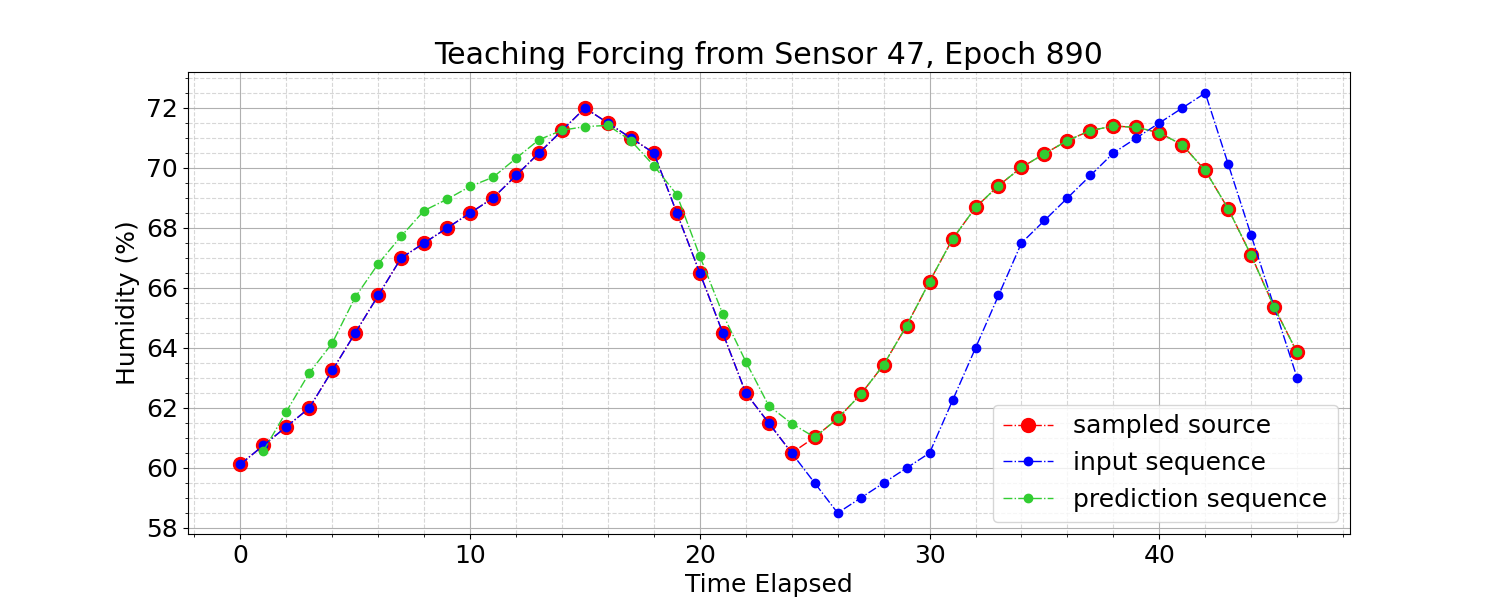 Teaching Forcing from Sensor 47, Epoch 890
Humidity (%)
72
70
68
66
64
62
60
58
0 10 20 30 40
Time Elapsed
sampled source
input sequence
prediction sequence